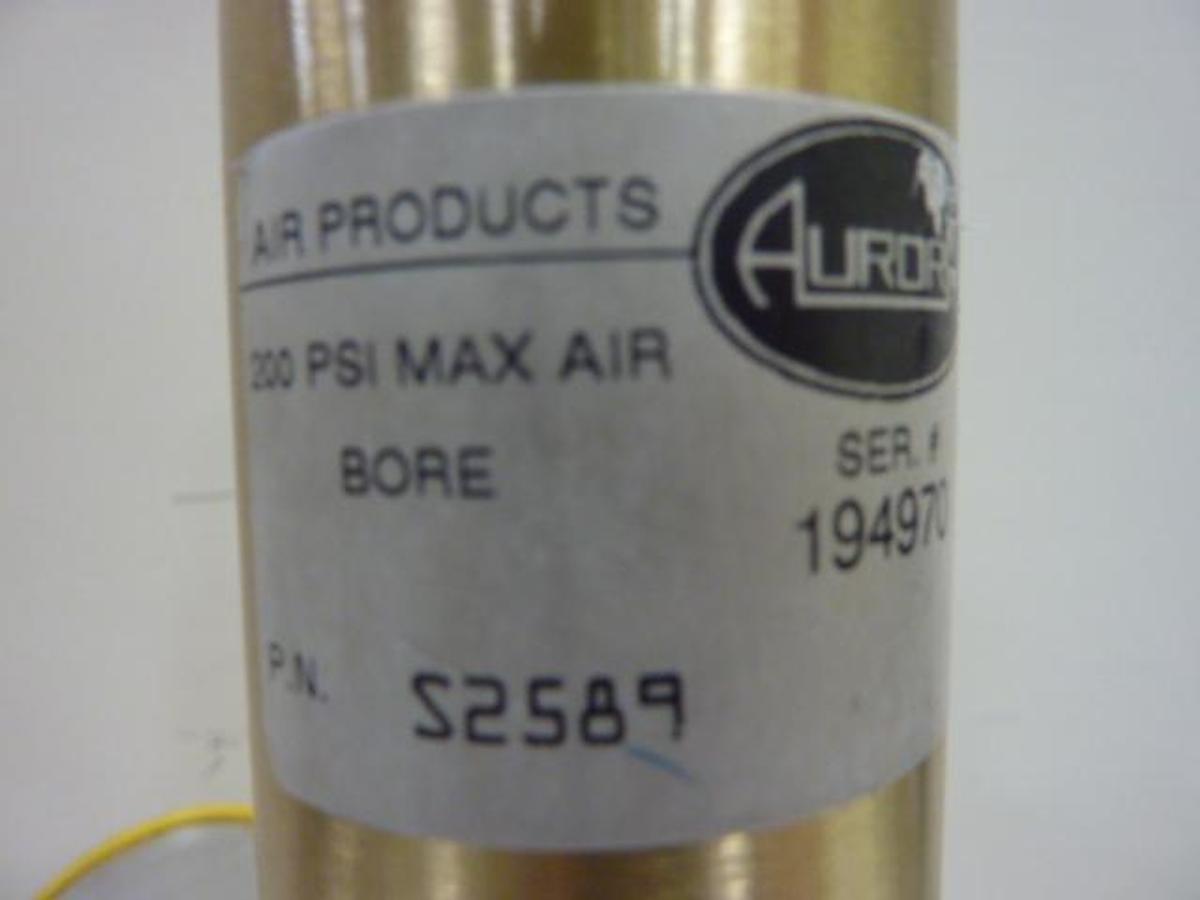 AIR PRODUCTS
AURORA
200 PSI MAX AIR
BORE
SER. #
194970
P.N. S2589